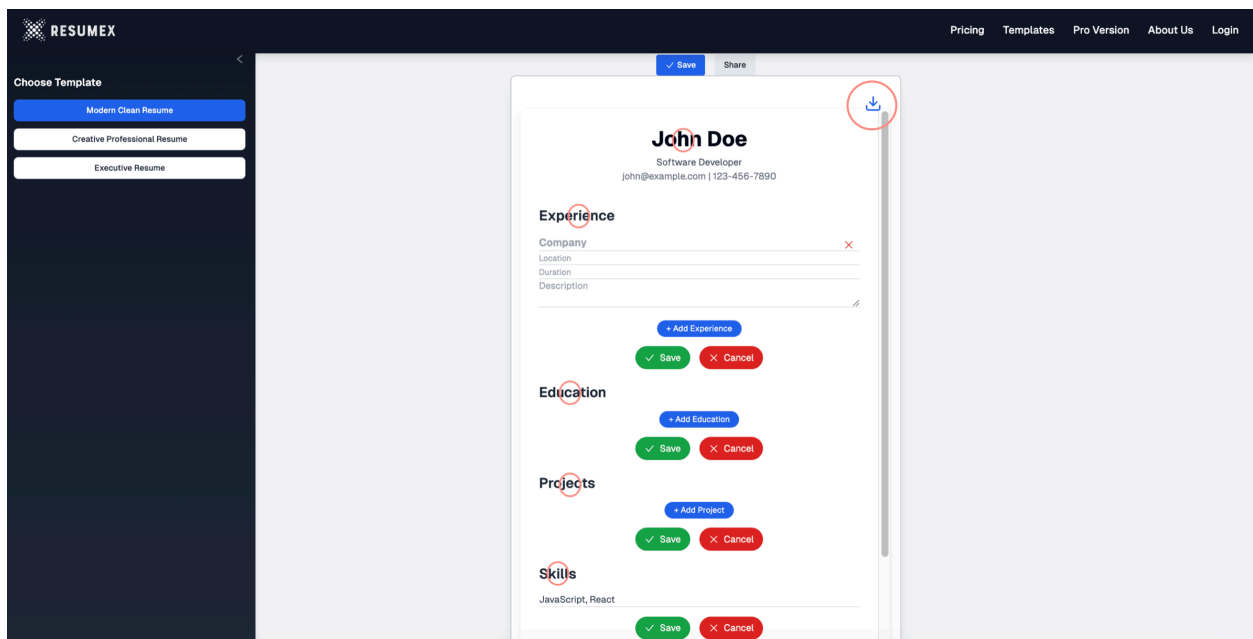 RESUMEX
Pricing Templates Pro Version About Us Login
Choose Template
Modern Clean Resume
Creative Professional Resume
Executive Resume
Save Share
John Doe
Software Developer
john@example.com | 123-456-7890
Experience
Company
Location
Duration
Description
+ Add Experience
Save Cancel
Education
+ Add Education
Save Cancel
Projects
+ Add Project
Save Cancel
Skills
JavaScript, React
Save Cancel